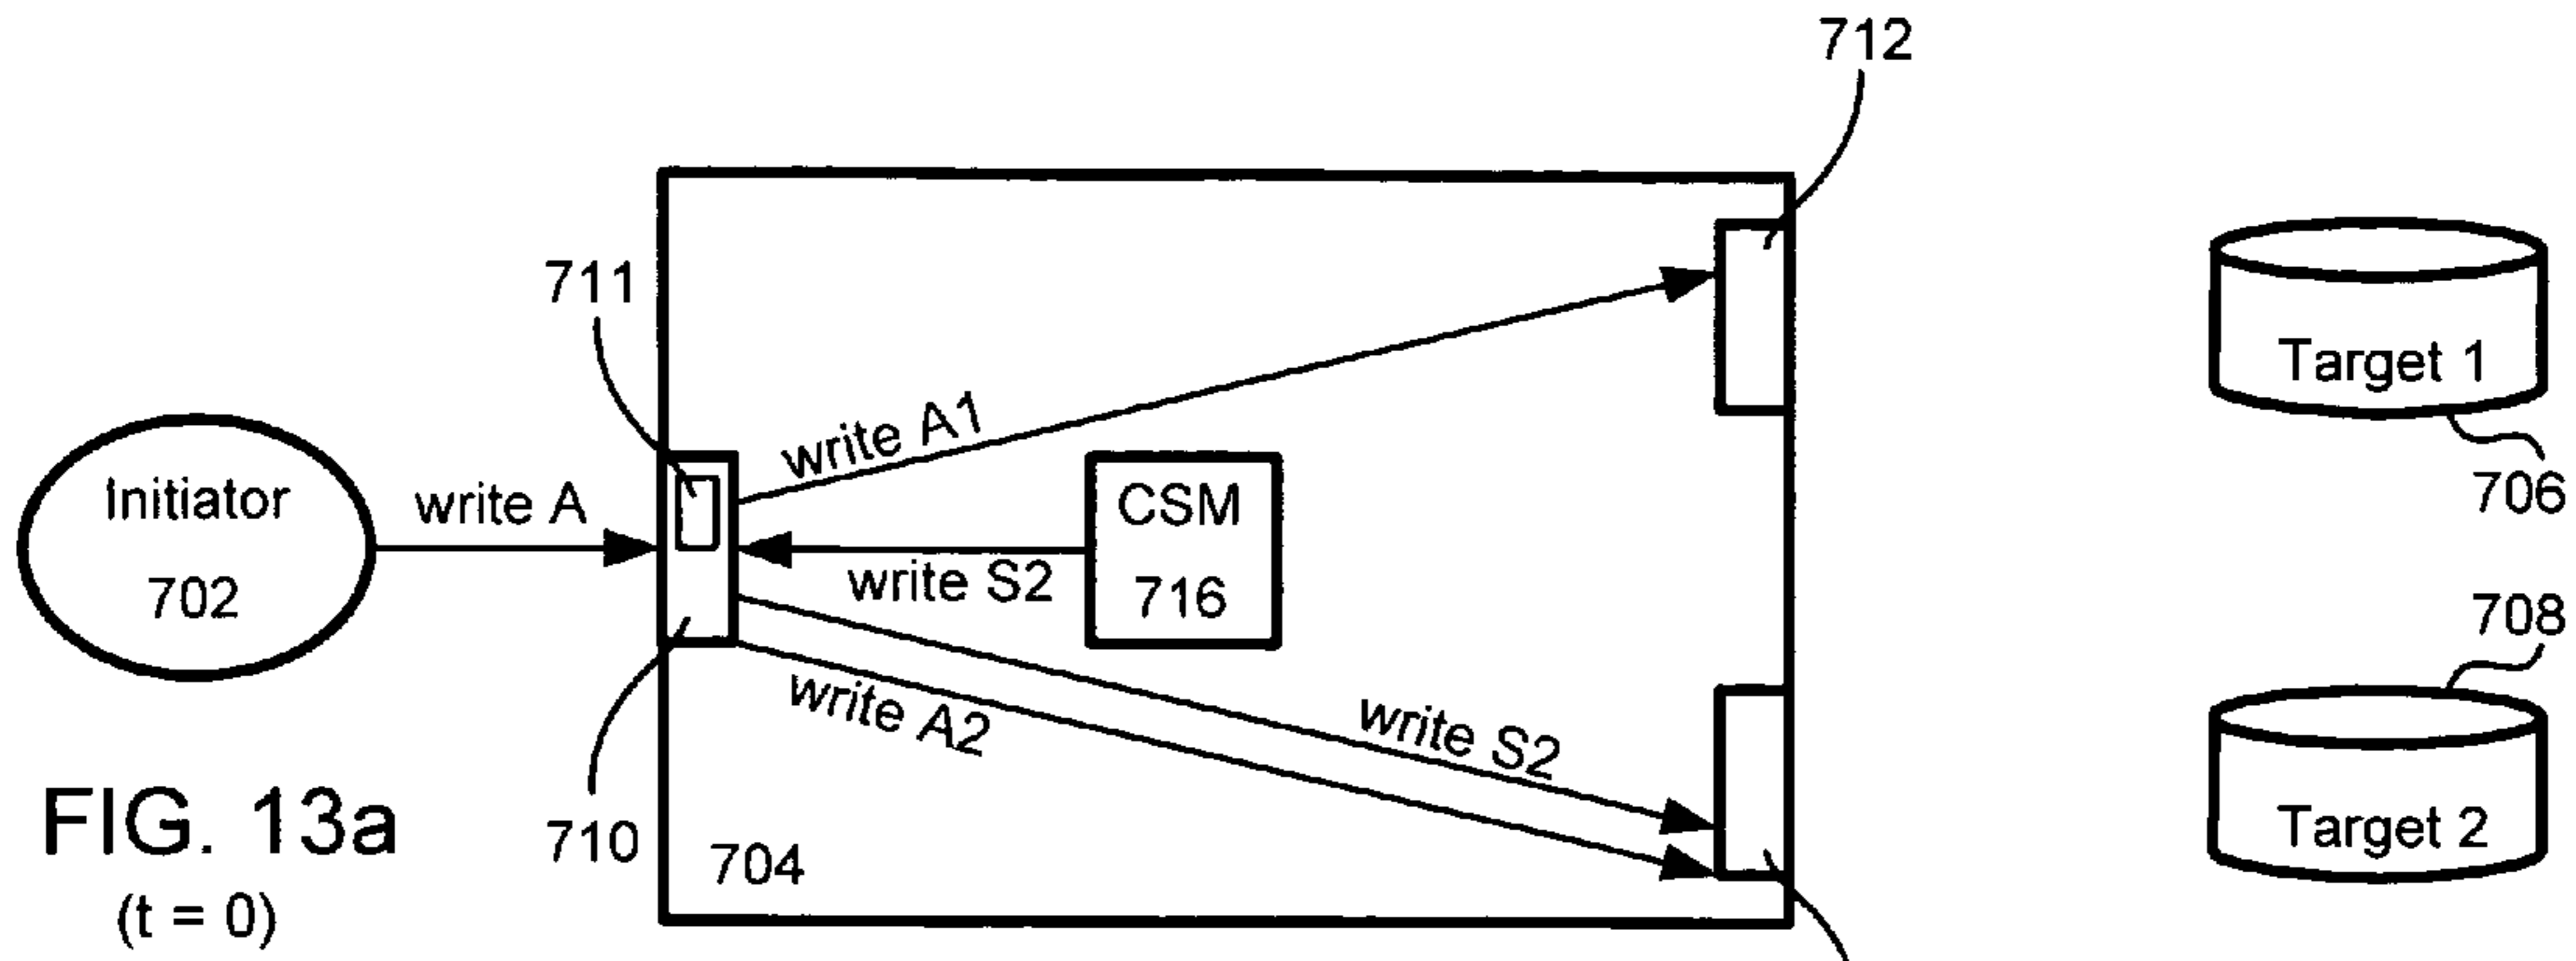 712
711
write A1
Target 1
706
Initiator
702
write A
CSM
716
write S2
708
write A2
write S2
Target 2
710
704
FIG. 13a
(t = 0)